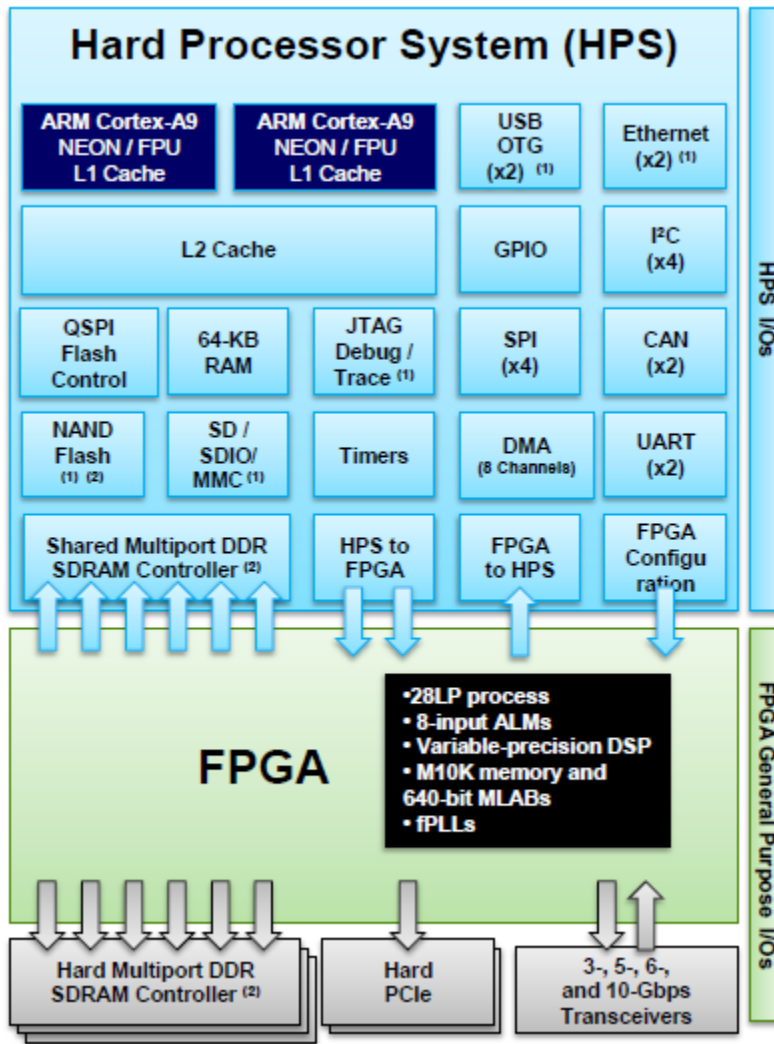 Hard Processor System (HPS)
ARM Cortex-A9
NEON / FPU
L1 Cache
ARM Cortex-A9
NEON / FPU
L1 Cache
USB
OTG
(x2) (1)
Ethernet
(x2) (1)
L2 Cache
GPIO
I²C
(x4)
QSPI
Flash
Control
64-KB
RAM
JTAG
Debug /
Trace (1)
SPI
(x4)
CAN
(x2)
NAND
Flash
(1) (2)
SD /
SDIO/
MMC (1)
Timers
DMA
(8 Channels)
UART
(x2)
Shared Multiport DDR
SDRAM Controller (2)
HPS to
FPGA
FPGA
to HPS
FPGA
Configu
ration
HPS I/Os
FPGA
•28LP process
• 8-input ALMs
• Variable-precision DSP
• M10K memory and
640-bit MLABs
• fPLLs
FPGA General Purpose I/Os
Hard Multiport DDR
SDRAM Controller (2)
Hard
PCIe
3-, 5-, 6-,
and 10-Gbps
Transceivers